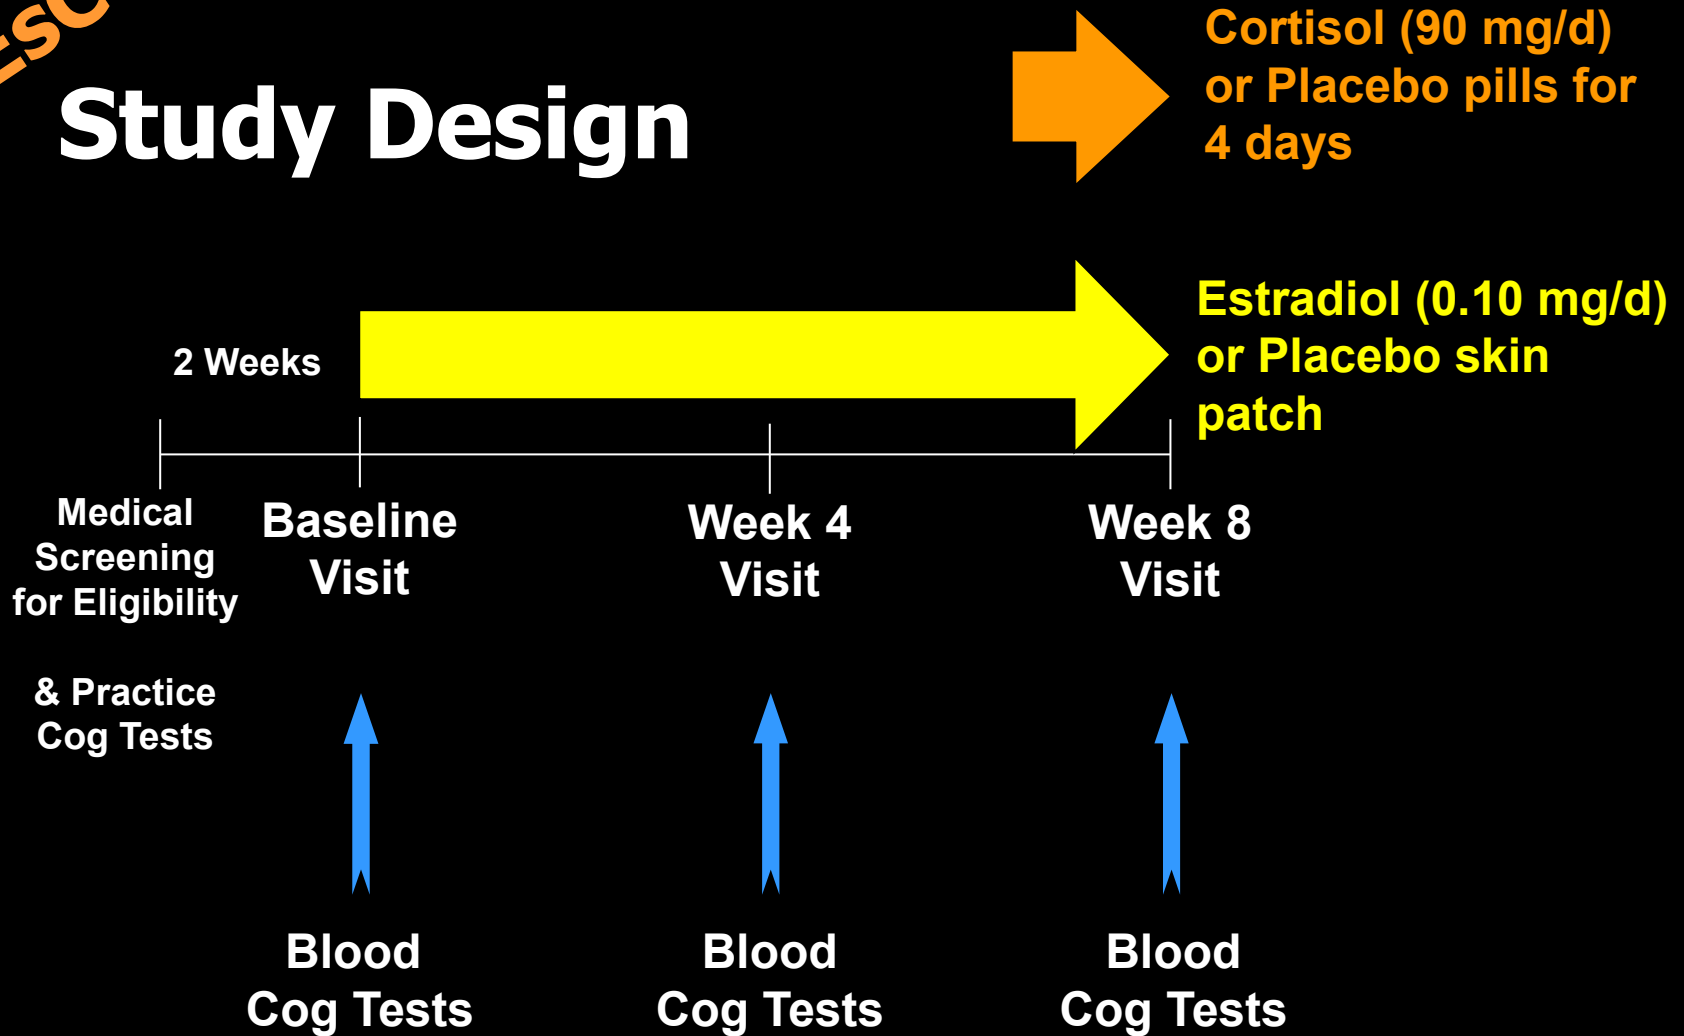 Study Design
Cortisol (90 mg/d)
or Placebo pills for
4 days
Estradiol (0.10 mg/d)
or Placebo skin
patch
2 Weeks
Medical
Screening
for Eligibility
& Practice
Cog Tests
Baseline
Visit
Week 4
Visit
Week 8
Visit
Blood
Cog Tests
Blood
Cog Tests
Blood
Cog Tests